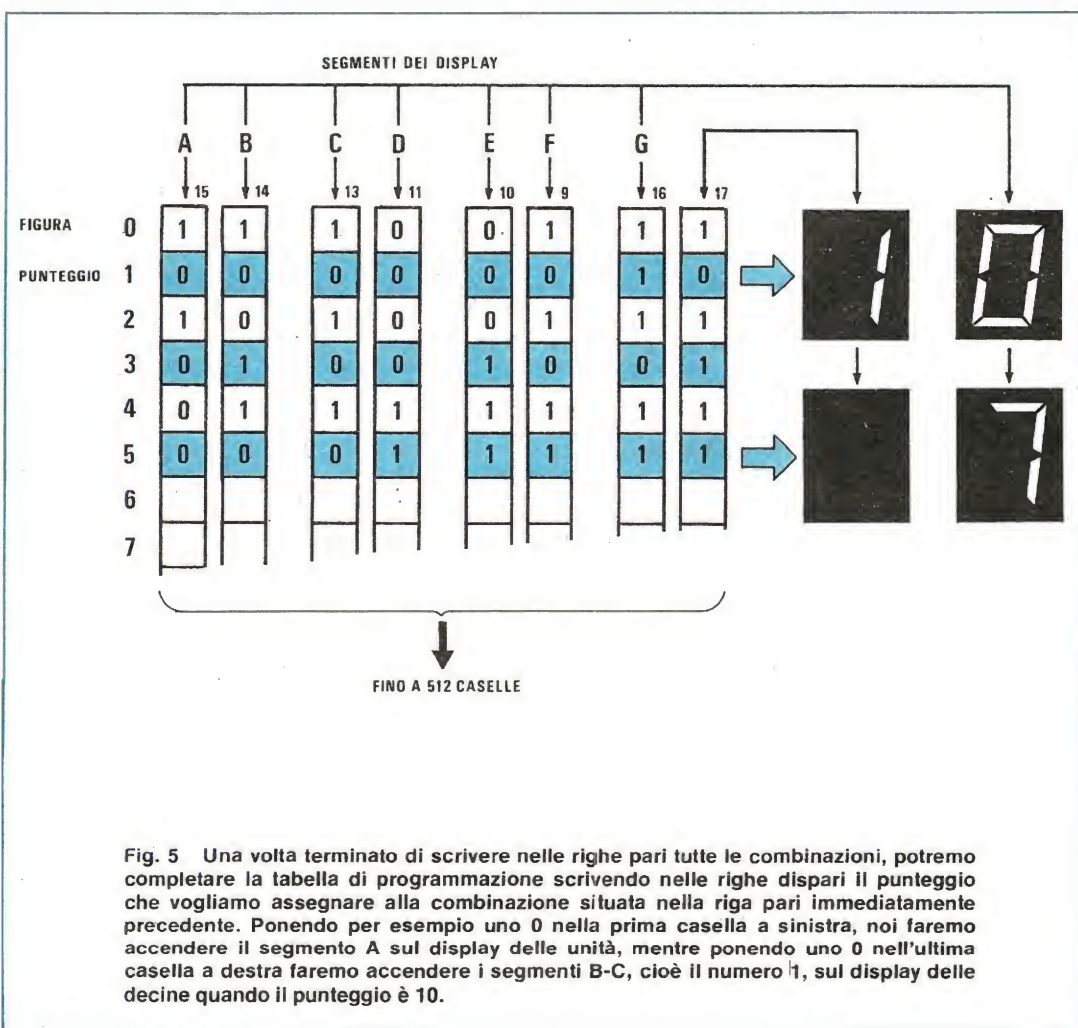 SEGMENTI DEI DISPLAY
A B C D E F G
15 14 13 11 10 9 16 17
FIGURA 0 1 1 1 0 0 1 1 1
PUNTEGGIO 1 0 0 0 0 0 0 1 0
2 1 0 1 0 0 1 1 1
3 0 1 0 0 1 0 0 1
4 0 1 1 1 1 1 1 1
5 0 0 0 1 1 1 1 1
6
7
1 0
7
FINO A 512 CASELLE
Fig. 5 Una volta terminato di scrivere nelle righe pari tutte le combinazioni, potremo
completare la tabella di programmazione scrivendo nelle righe dispari il punteggio
che vogliamo assegnare alla combinazione situata nella riga pari immediatamente
precedente. Ponendo per esempio uno 0 nella prima casella a sinistra, noi faremo
accendere il segmento A sul display delle unità, mentre ponendo uno 0 nell'ultima
casella a destra faremo accendere i segmenti B-C, cioè il numero 1, sul display delle
decine quando il punteggio è 10.